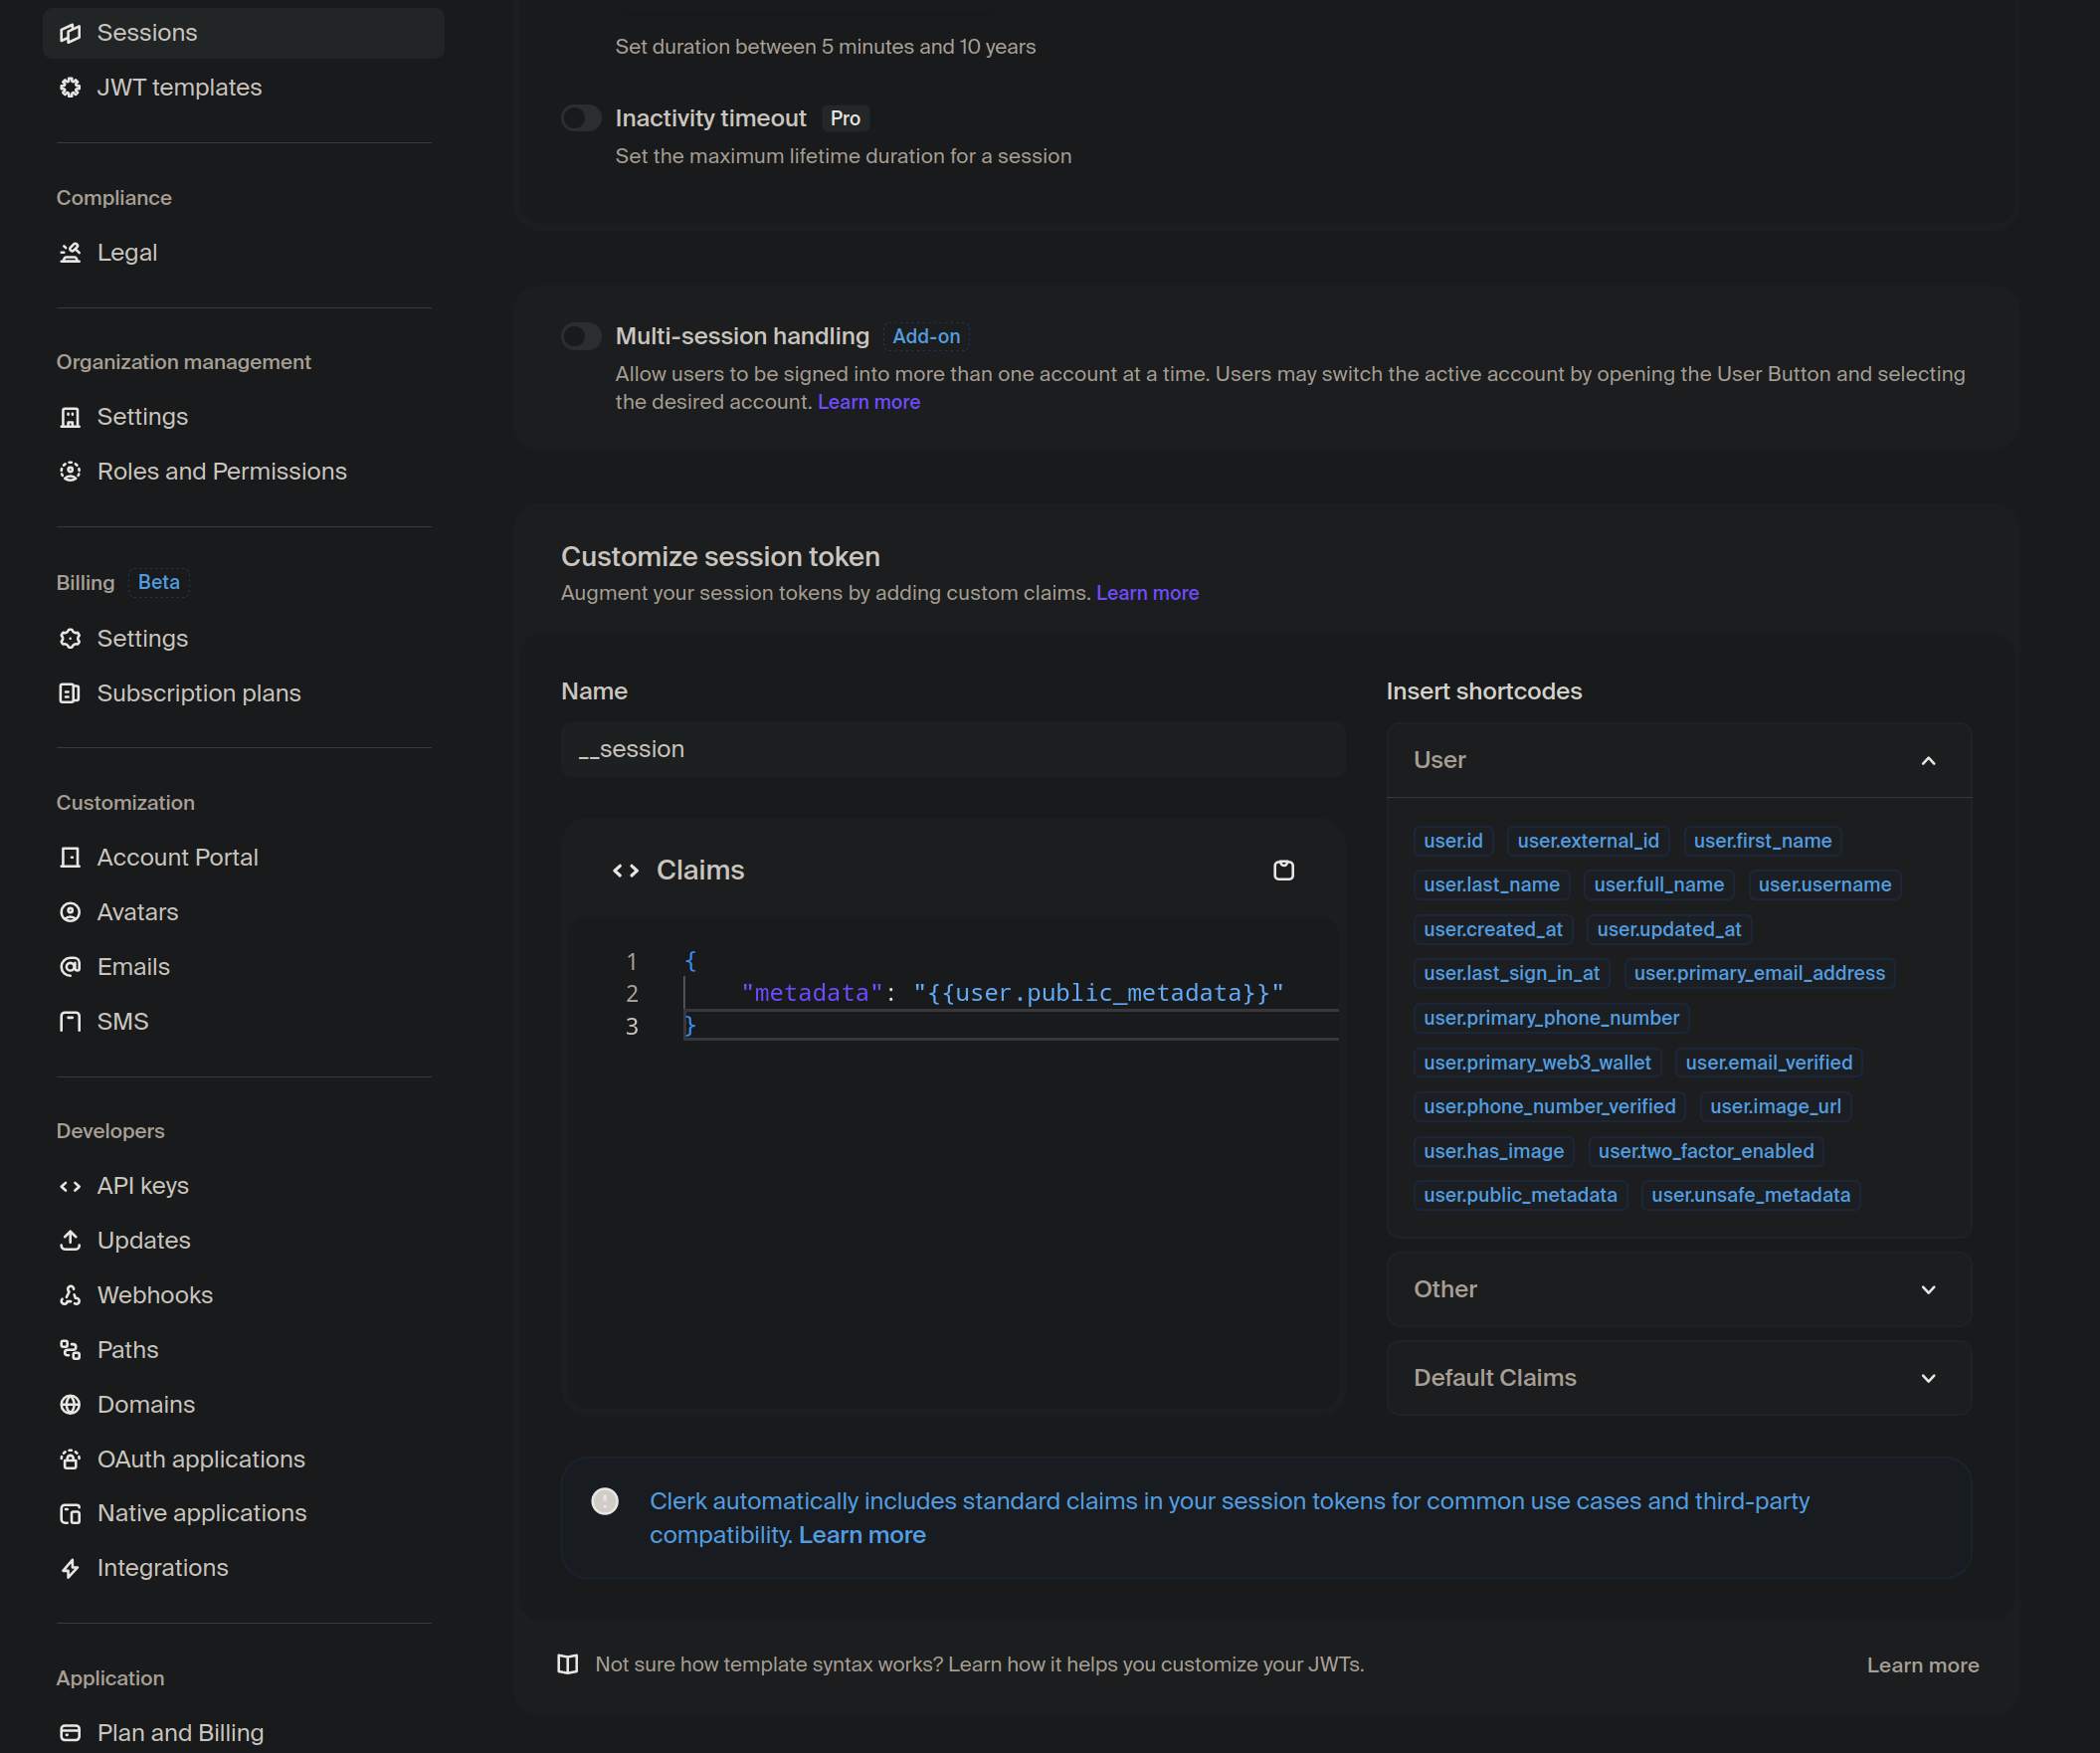 Sessions
JWT templates
Compliance
Legal
Organization management
Settings
Roles and Permissions
Billing Beta
Settings
Subscription plans
Customization
Account Portal
Avatars
Emails
SMS
Developers
API keys
Updates
Webhooks
Paths
Domains
OAuth applications
Native applications
Integrations
Application
Plan and Billing
Set duration between 5 minutes and 10 years
Inactivity timeout Pro
Set the maximum lifetime duration for a session
Multi-session handling Add-on
Allow users to be signed into more than one account at a time. Users may switch the active account by opening the User Button and selecting
the desired account. Learn more
Customize session token
Augment your session tokens by adding custom claims. Learn more
Name
__session
Claims
1 {
2 "metadata": "{{user.public_metadata}}"
3 }
Insert shortcodes
User
user.id user.external_id user.first_name
user.last_name user.full_name user.username
user.created_at user.updated_at
user.last_sign_in_at user.primary_email_address
user.primary_phone_number
user.primary_web3_wallet user.email_verified
user.phone_number_verified user.image_url
user.has_image user.two_factor_enabled
user.public_metadata user.unsafe_metadata
Other
Default Claims
Clerk automatically includes standard claims in your session tokens for common use cases and third-party
compatibility. Learn more
Not sure how template syntax works? Learn how it helps you customize your JWTs.
Learn more